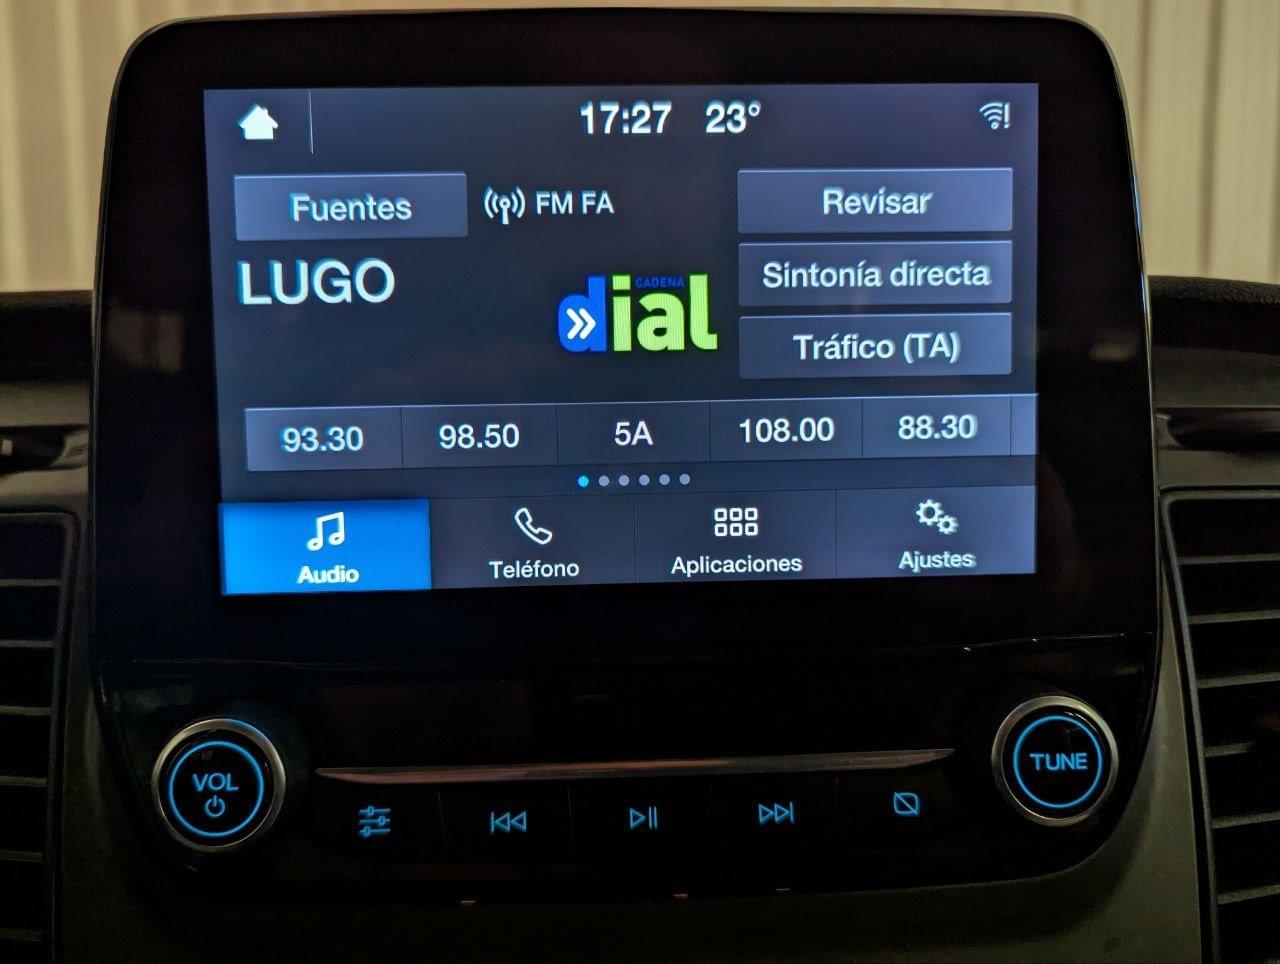 17:27 23°
Fuentes
FM FA
Revisar
LUGO
CADENA
dial
Sintonía directa
Tráfico (TA)
93.30 98.50 5A 108.00 88.30
Audio Teléfono Aplicaciones Ajustes
VOL
TUNE